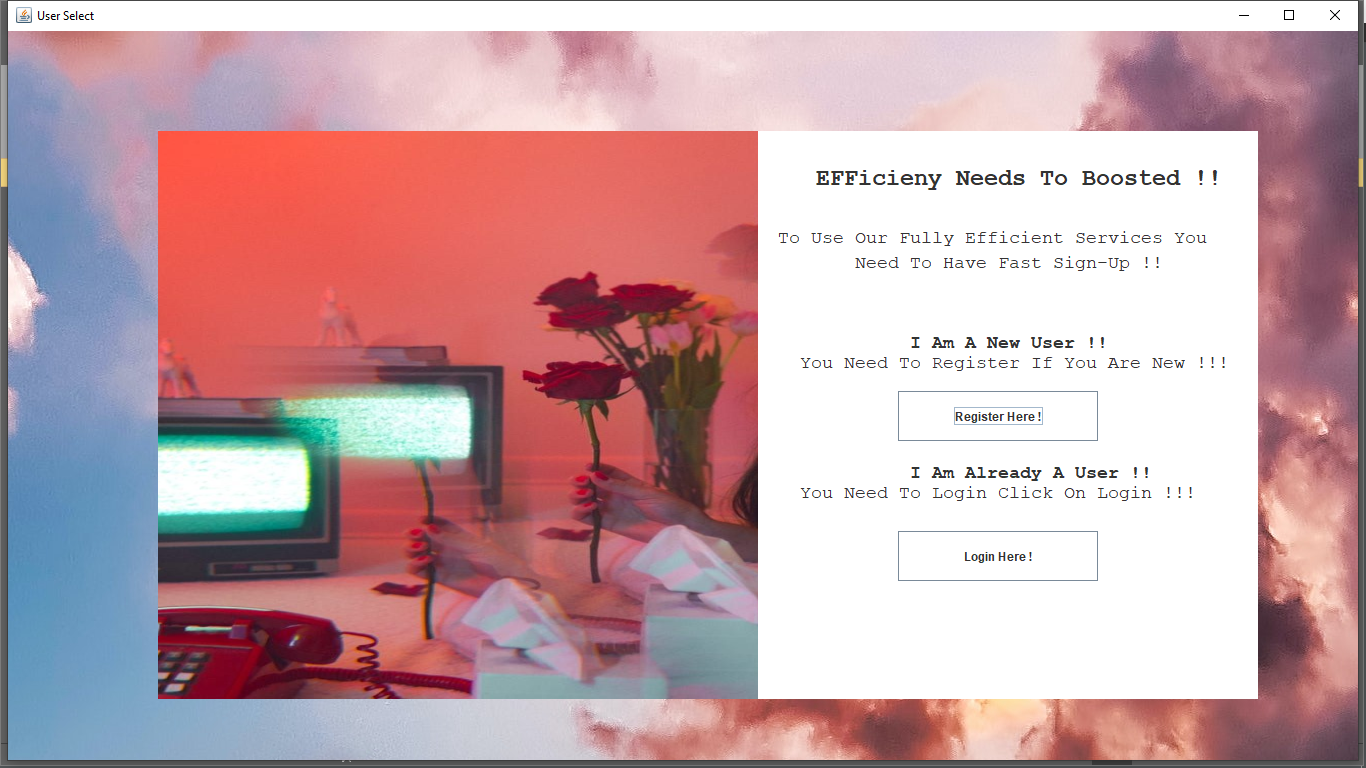 User Select
EFFicieny Needs To Boosted !!
To Use Our Fully Efficient Services You
Need To Have Fast Sign-Up !!
I Am A New User !!
You Need To Register If You Are New !!!
Register Here !
I Am Already A User !!
You Need To Login Click On Login !!!
Login Here !